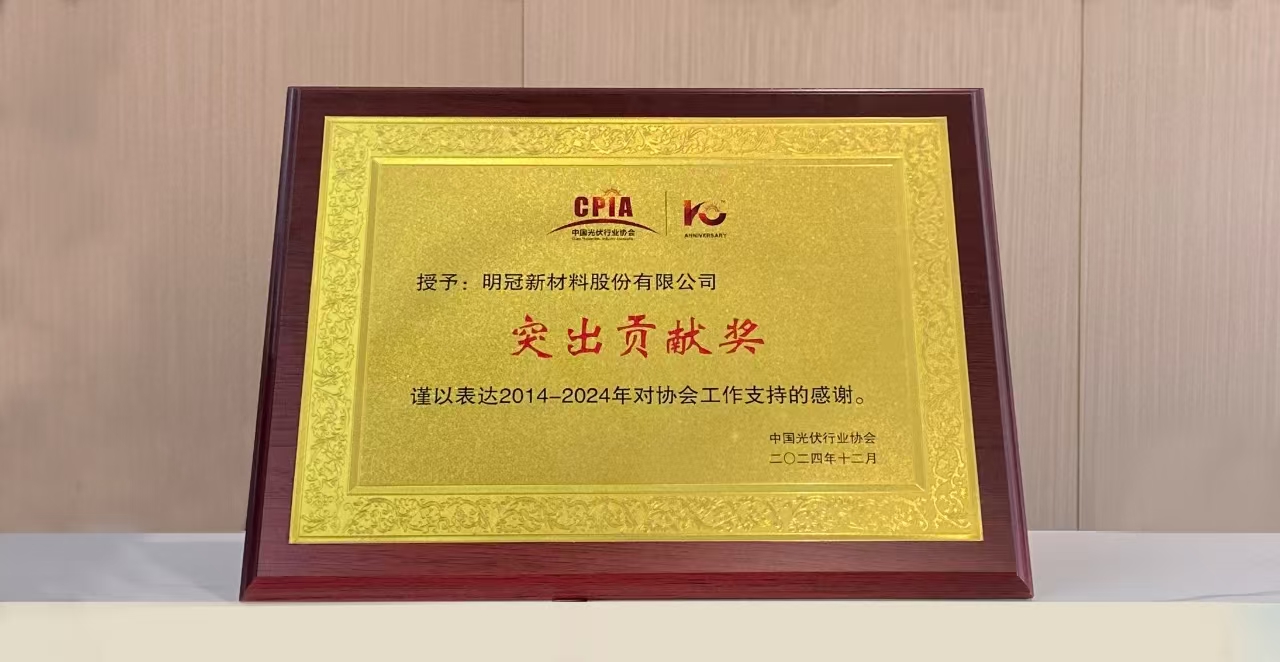 CPIA
中国光伏行业协会
10
ANNIVERSARY
授予：明冠新材料股份有限公司
突出贡献奖
谨以表达2014-2024年对协会工作支持的感谢。
中国光伏行业协会
二〇二四年十二月